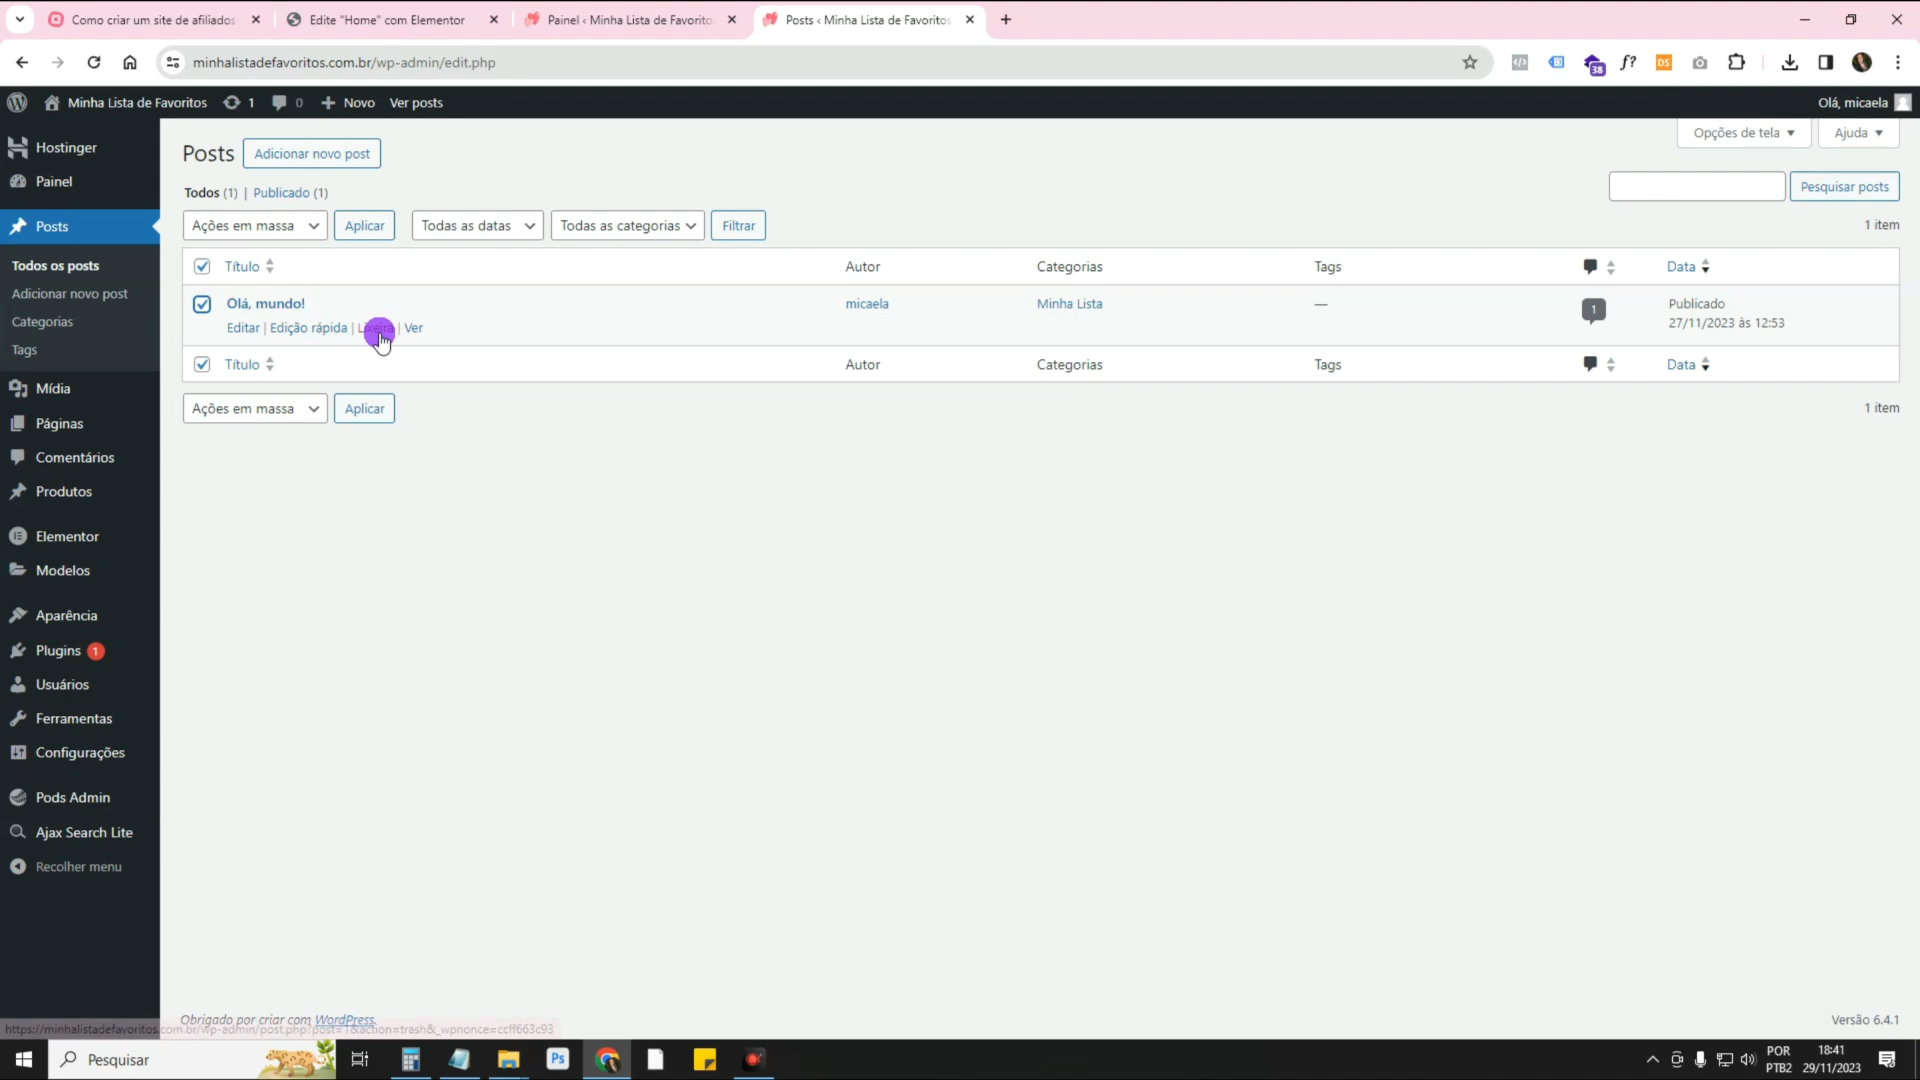 Como criar um site de afiliados
Edite "Home" com Elementor
Painel ‹ Minha Lista de Favoritos
Posts ‹ Minha Lista de Favoritos
minhalistadefavoritos.com.br/wp-admin/edit.php
38
f?
DS
Minha Lista de Favoritos
1
0
Novo
Ver posts
Olá, micaela
Hostinger
Painel
Posts
Todos os posts
Adicionar novo post
Categorias
Tags
Mídia
Páginas
Comentários
Produtos
Elementor
Modelos
Aparência
Plugins 1
Usuários
Ferramentas
Configurações
Pods Admin
Ajax Search Lite
Recolher menu
Opções de tela
Ajuda
Posts
Adicionar novo post
Todos (1) | Publicado (1)
Pesquisar posts
Ações em massa
Aplicar
Todas as datas
Todas as categorias
Filtrar
1 item
Título
Autor
Categorias
Tags
Data
Olá, mundo!
Editar | Edição rápida | Lixeira | Ver
micaela
Minha Lista
—
1
Publicado
27/11/2023 às 12:53
Título
Autor
Categorias
Tags
Data
Ações em massa
Aplicar
1 item
Obrigado por criar com WordPress.
Versão 6.4.1
https://minhalistadefavoritos.com.br/wp-admin/post.php?post=1&action=trash&_wpnonce=ccff663c93
Pesquisar
Ps
POR
PTB2
18:41
29/11/2023